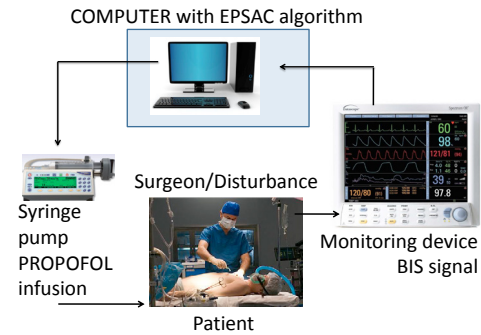 COMPUTER with EPSAC algorithm
60
98
121/81
39
120/80
97.8
Surgeon/Disturbance
Syringe
pump
PROPOFOL
infusion
Monitoring device
BIS signal
Patient